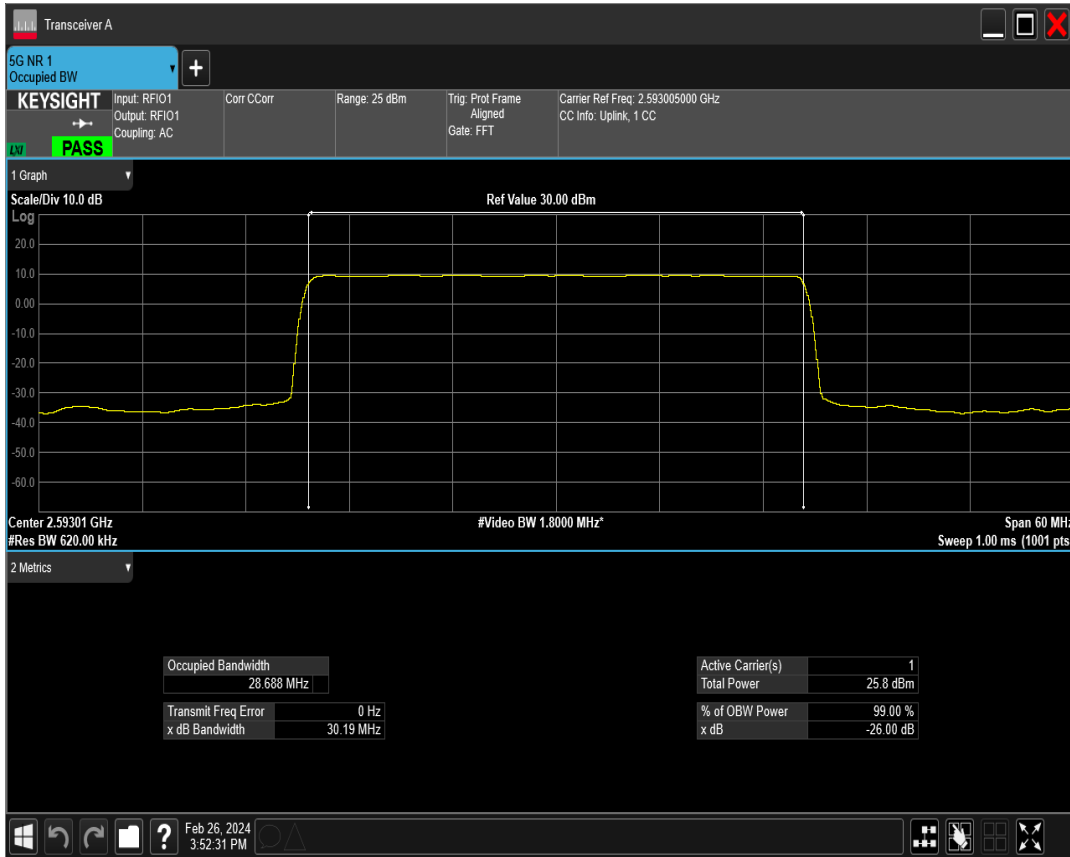 Transceiver A
5G NR 1
Occupied BW
+
KEYSIGHT
LXI
PASS
Input: RFIO1
Output: RFIO1
Coupling: AC
Corr CCorr
Range: 25 dBm
Trig: Prot Frame
Aligned
Gate: FFT
Carrier Ref Freq: 2.593005000 GHz
CC Info: Uplink, 1 CC
1 Graph
Scale/Div 10.0 dB
Ref Value 30.00 dBm
Log
20.0
10.0
0.00
-10.0
-20.0
-30.0
-40.0
-50.0
-60.0
Center 2.59301 GHz
#Video BW 1.8000 MHz*
Span 60 MHz
#Res BW 620.00 kHz
Sweep 1.00 ms (1001 pts
2 Metrics
Occupied Bandwidth
28.688 MHz
Transmit Freq Error 0 Hz
x dB Bandwidth 30.19 MHz
Active Carrier(s) 1
Total Power 25.8 dBm
% of OBW Power 99.00 %
x dB -26.00 dB
?
Feb 26, 2024
3:52:31 PM